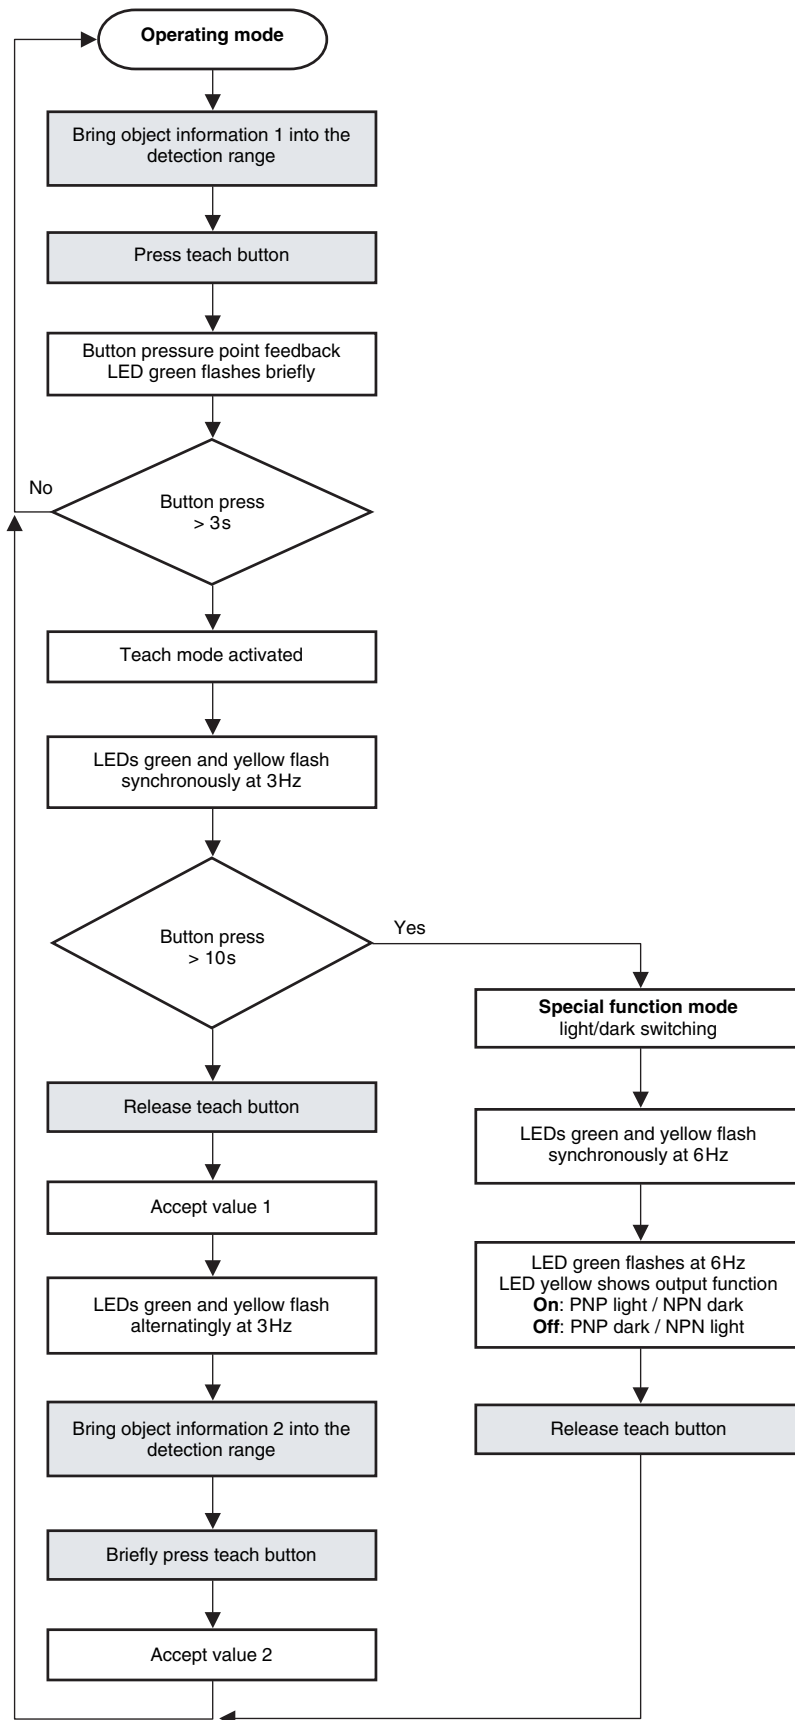 Operating mode
Bring object information 1 into the
detection range
Press teach button
Button pressure point feedback
LED green flashes briefly
No
Button press
> 3s
Teach mode activated
LEDs green and yellow flash
synchronously at 3Hz
Button press
> 10s
Yes
Special function mode
light/dark switching
LEDs green and yellow flash
synchronously at 6Hz
LED green flashes at 6Hz
LED yellow shows output function
On: PNP light / NPN dark
Off: PNP dark / NPN light
Release teach button
Release teach button
Accept value 1
LEDs green and yellow flash
alternatingly at 3Hz
Bring object information 2 into the
detection range
Briefly press teach button
Accept value 2